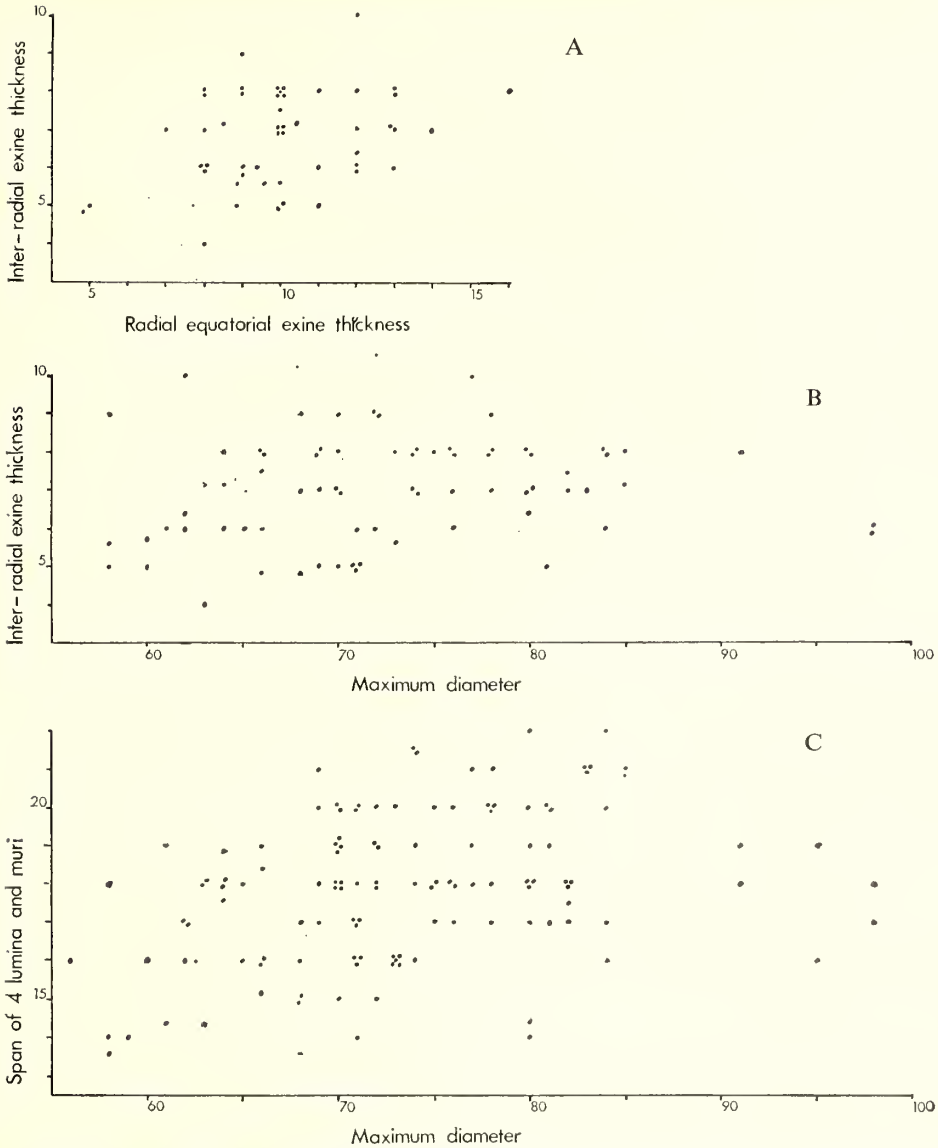 A
Inter-radial exine thickness
10
5
5
10
15
Radial equatorial exine thickness
B
Inter-radial exine thickness
10
5
60
70
80
90
100
Maximum diameter
C
Span of 4 lumina and muri
20
15
60
70
80
90
100
Maximum diameter